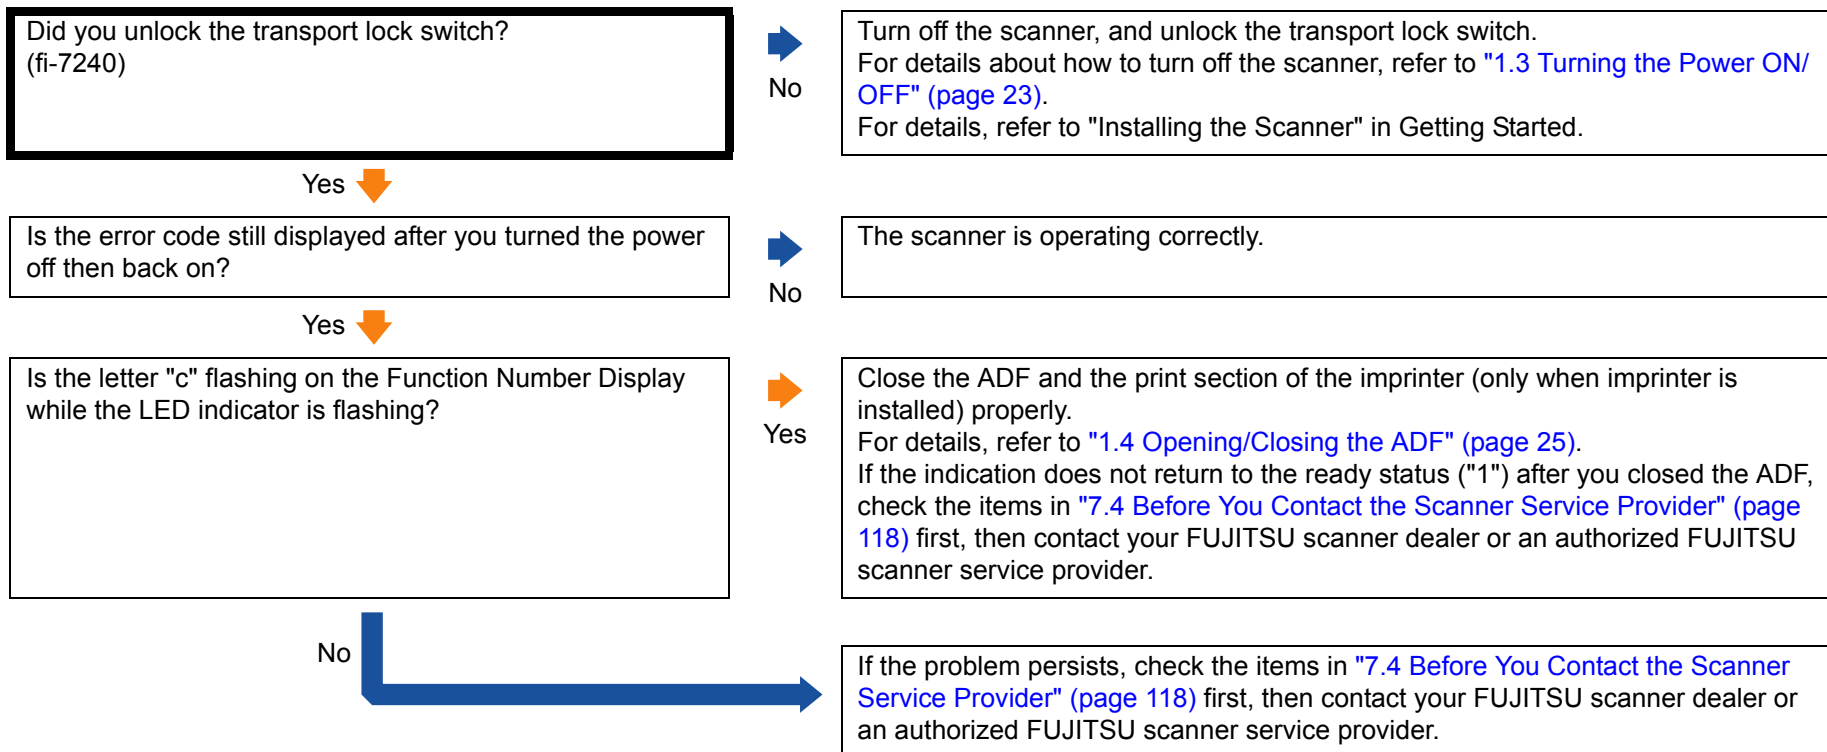 Did you unlock the transport lock switch?
(fi-7240)
No
Turn off the scanner, and unlock the transport lock switch.
For details about how to turn off the scanner, refer to "1.3 Turning the Power ON/
OFF" (page 23).
For details, refer to "Installing the Scanner" in Getting Started.
Yes
Is the error code still displayed after you turned the power
off then back on?
No
The scanner is operating correctly.
Yes
Is the letter "c" flashing on the Function Number Display
while the LED indicator is flashing?
Yes
Close the ADF and the print section of the imprinter (only when imprinter is
installed) properly.
For details, refer to "1.4 Opening/Closing the ADF" (page 25).
If the indication does not return to the ready status ("1") after you closed the ADF,
check the items in "7.4 Before You Contact the Scanner Service Provider" (page
118) first, then contact your FUJITSU scanner dealer or an authorized FUJITSU
scanner service provider.
No
If the problem persists, check the items in "7.4 Before You Contact the Scanner
Service Provider" (page 118) first, then contact your FUJITSU scanner dealer or
an authorized FUJITSU scanner service provider.